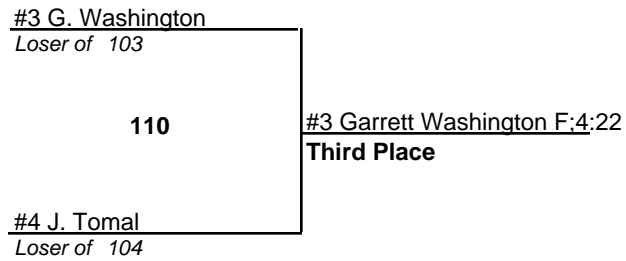 #3 G. Washington
Loser of 103
110
#3 Garrett Washington F;4:22
Third Place
#4 J. Tomal
Loser of 104